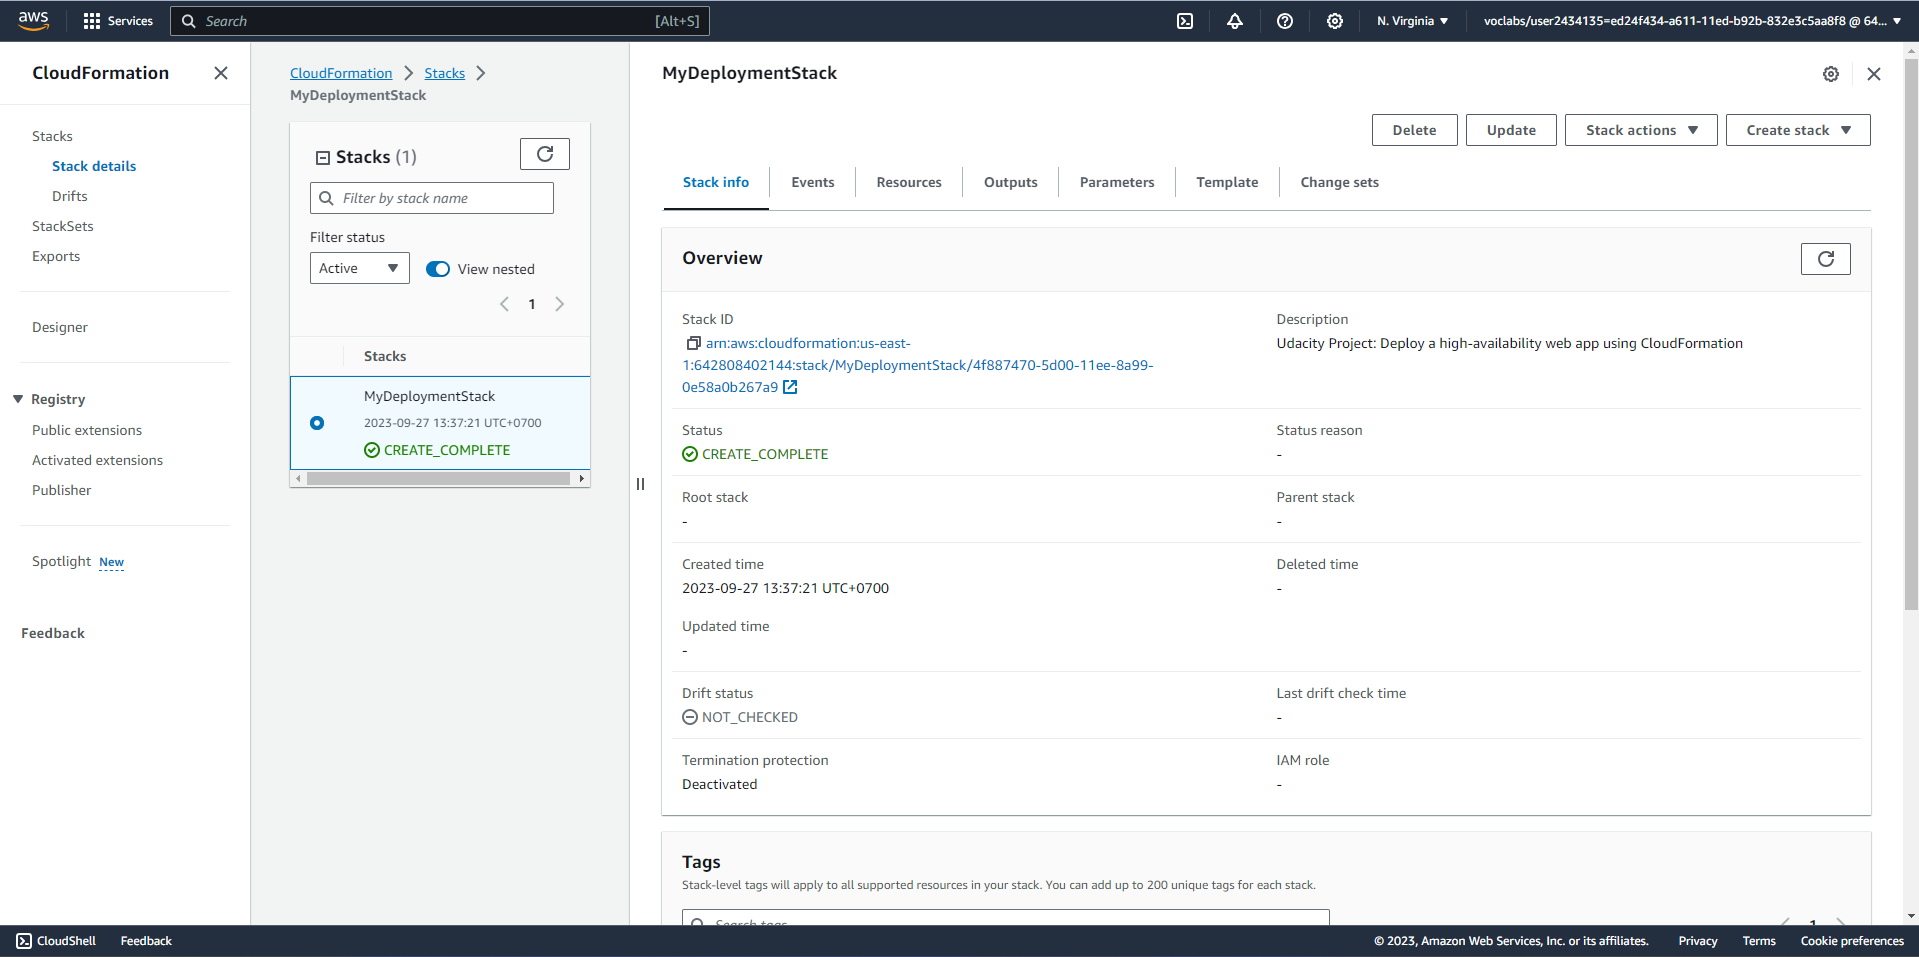 aws
Services
Search
[Alt+S]
N. Virginia
voclabs/user2434135=ed24f434-a611-11ed-b92b-832e3c5aa8f8 @ 64...
CloudFormation
Stacks
Stack details
Drifts
StackSets
Exports
Designer
Registry
Public extensions
Activated extensions
Publisher
Spotlight New
Feedback
CloudFormation
Stacks
MyDeploymentStack
Stacks (1)
Filter by stack name
Filter status
Active
View nested
1
Stacks
MyDeploymentStack
2023-09-27 13:37:21 UTC+0700
CREATE_COMPLETE
MyDeploymentStack
Delete
Update
Stack actions
Create stack
Stack info
Events
Resources
Outputs
Parameters
Template
Change sets
Overview
Stack ID
arn:aws:cloudformation:us-east-
1:642808402144:stack/MyDeploymentStack/4f887470-5d00-11ee-8a99-
0e58a0b267a9
Description
Udacity Project: Deploy a high-availability web app using CloudFormation
Status
CREATE_COMPLETE
Status reason
-
Root stack
-
Parent stack
-
Created time
2023-09-27 13:37:21 UTC+0700
Deleted time
-
Updated time
-
Drift status
NOT_CHECKED
Last drift check time
-
Termination protection
Deactivated
IAM role
-
Tags
Stack-level tags will apply to all supported resources in your stack. You can add up to 200 unique tags for each stack.
Search tags
1
CloudShell
Feedback
© 2023, Amazon Web Services, Inc. or its affiliates.
Privacy
Terms
Cookie preferences